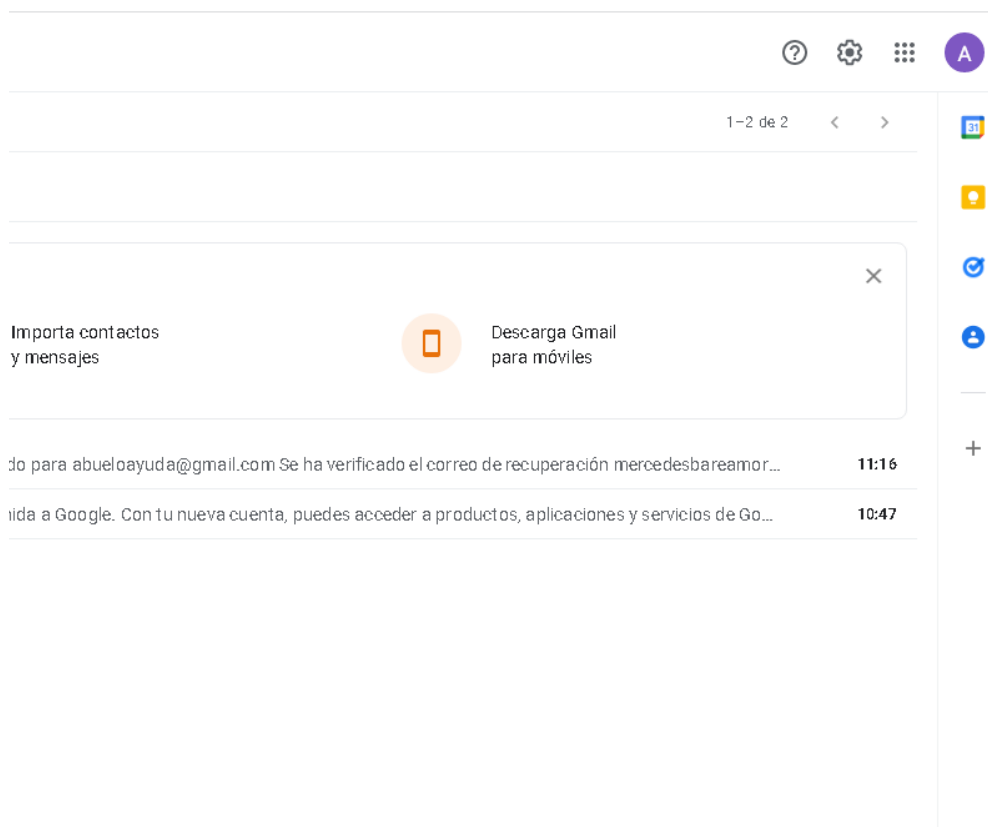 A
1–2 de 2
31
Importa contactos
y mensajes
Descarga Gmail
para móviles
do para abueloayuda@gmail.com Se ha verificado el correo de recuperación mercedesbareamor... 11:16
nida a Google. Con tu nueva cuenta, puedes acceder a productos, aplicaciones y servicios de Go... 10:47